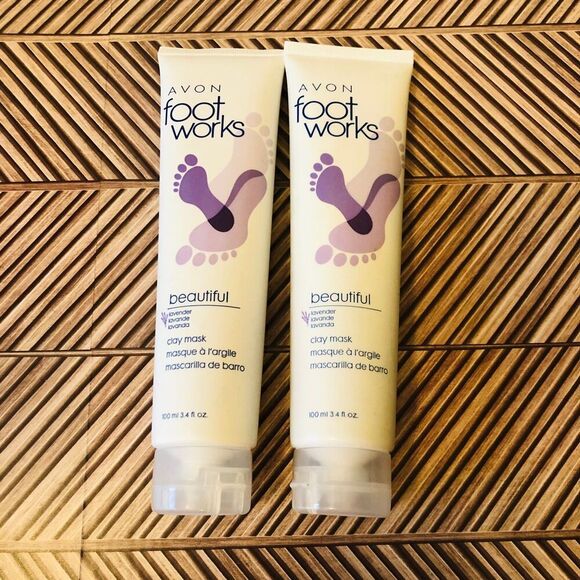 AVON
foot
works
beautiful
lavender
lavande
lavanda
clay mask
masque à l'argile
mascarilla de barro
100 ml 3.4 fl. oz.
AVON
foot
works
beautiful
lavender
lavande
lavanda
clay mask
masque à l'argile
mascarilla de barro
100 ml 3.4 fl. oz.